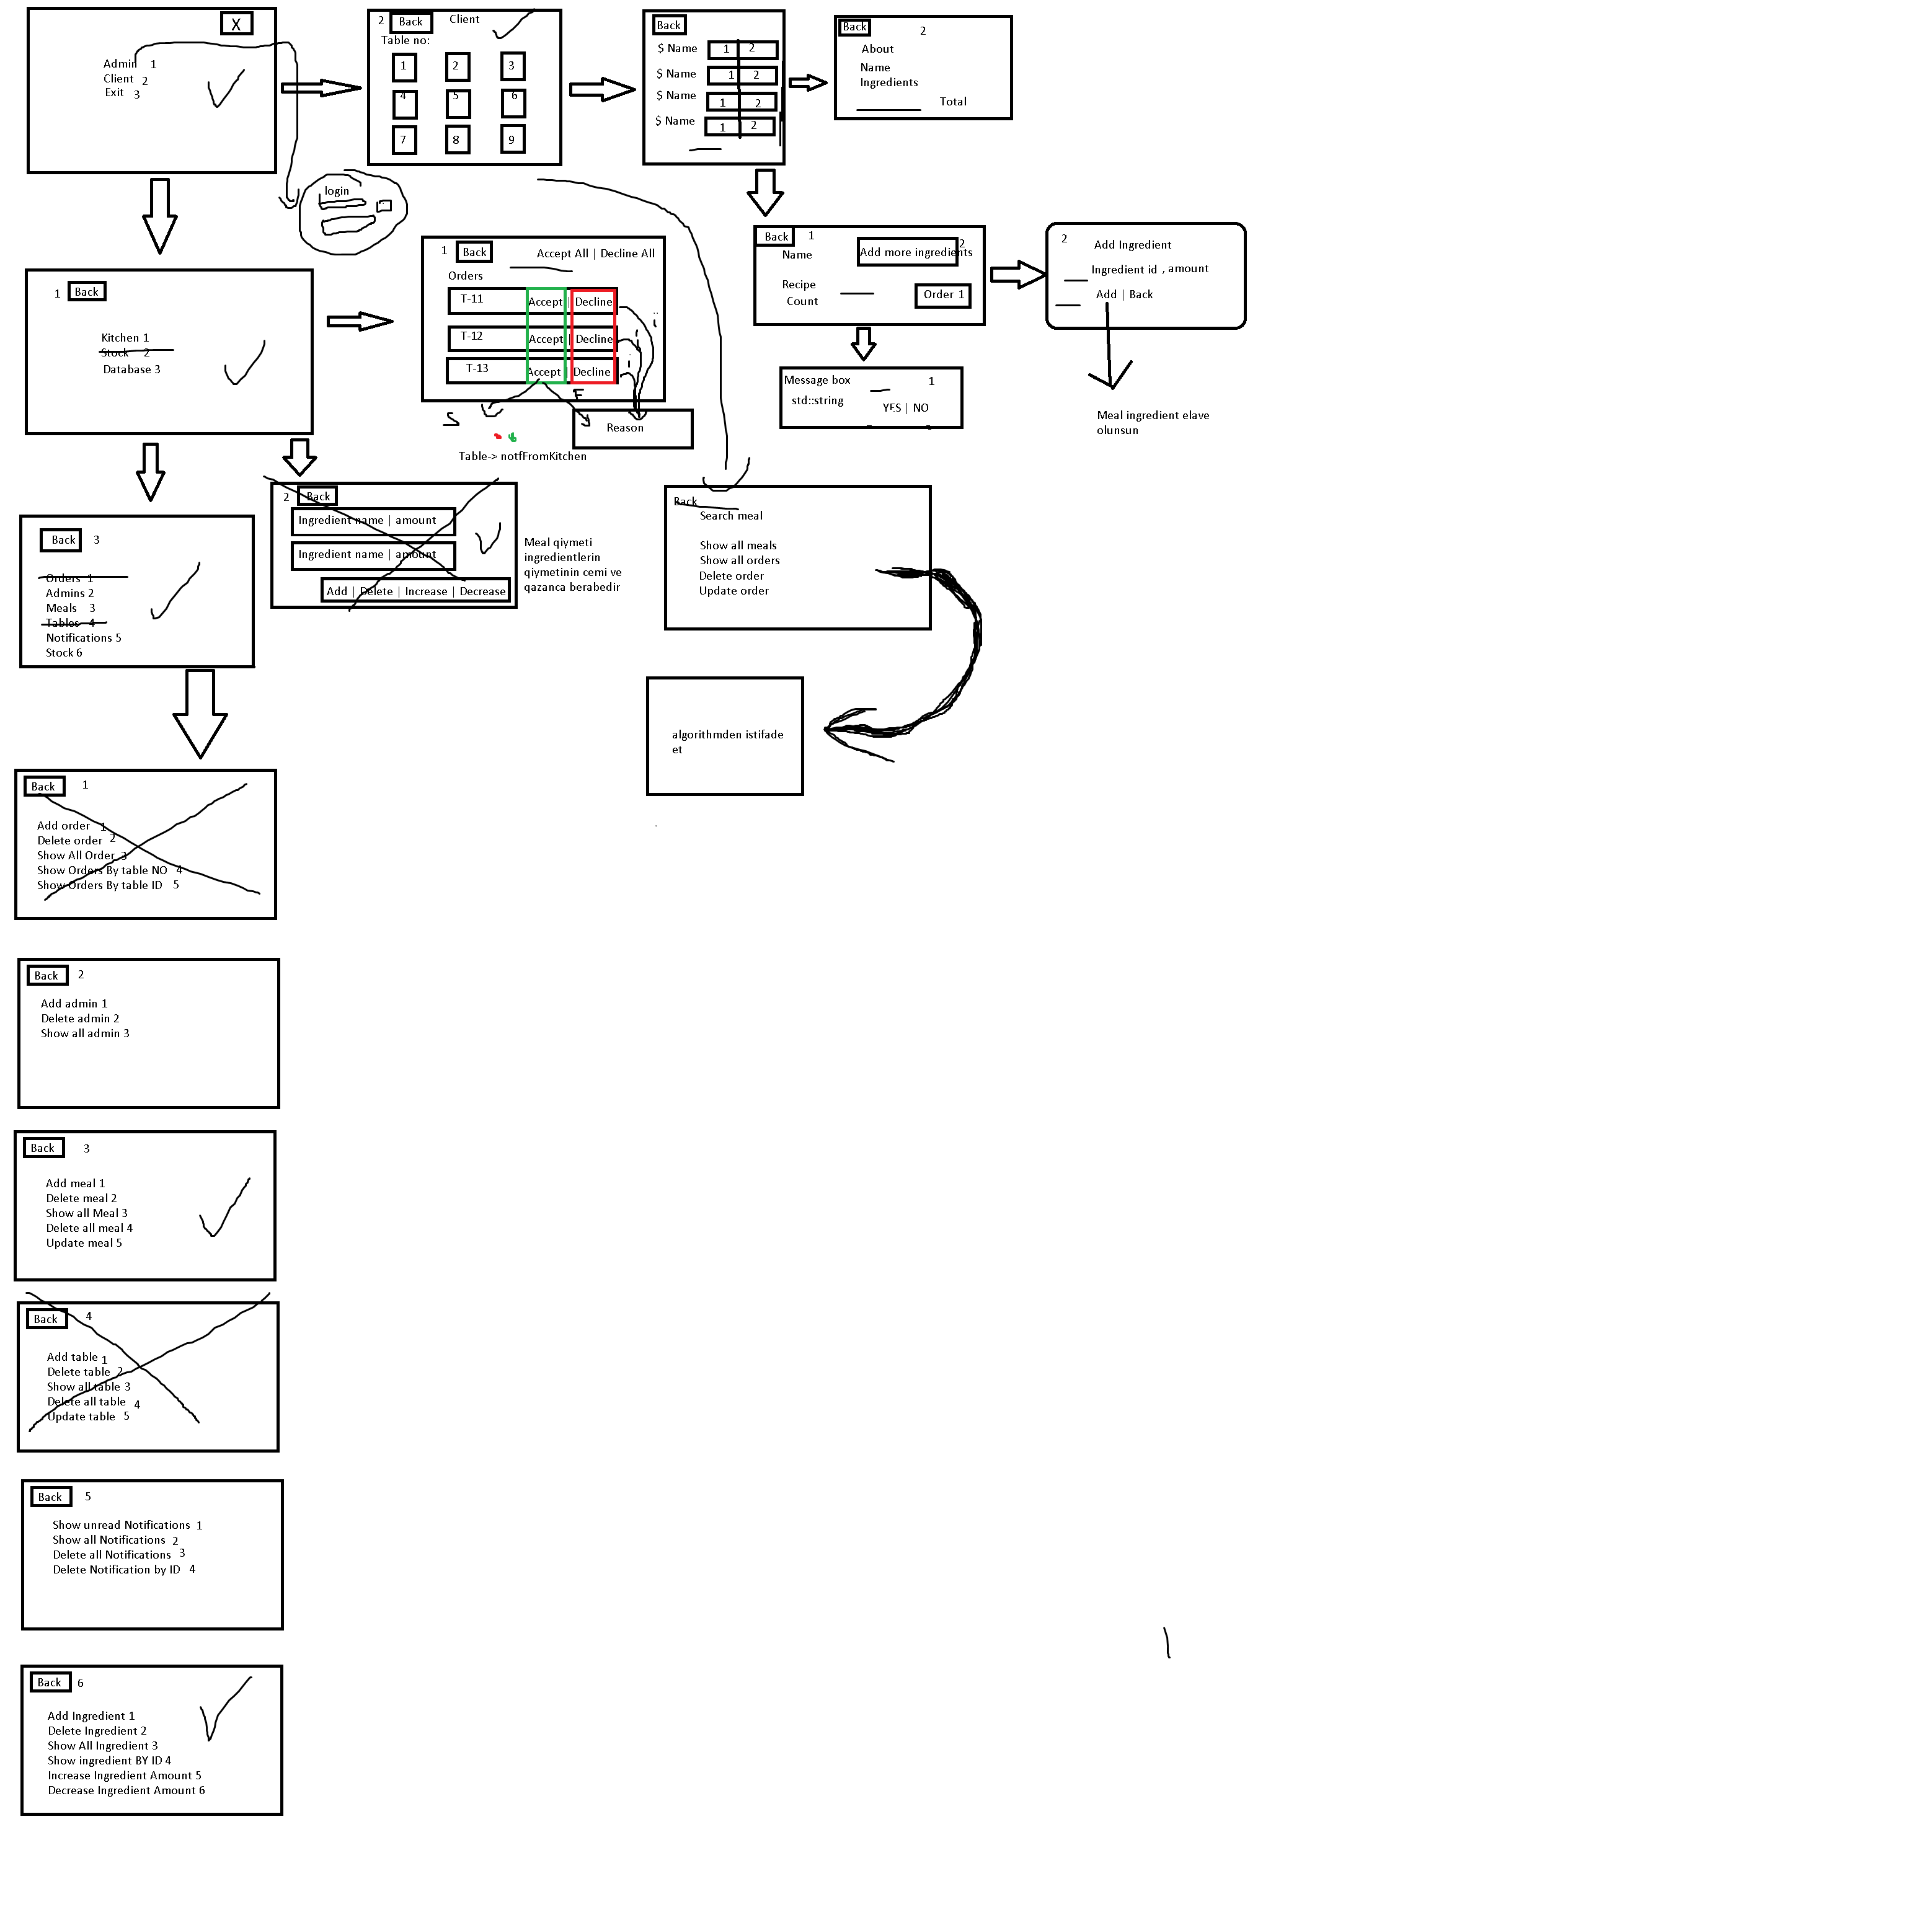 X
Admin 1
Client 2
Exit 3
2 Back Client
Table no:
1 2 3
4 5 6
7 8 9
Back
$ Name 1 2
$ Name 1 2
$ Name 1 2
$ Name 1 2
Back 2
About
Name
Ingredients
Total
login
1 Back
Kitchen 1
Stock 2
Database 3
1 Back Accept All | Decline All
Orders
T-11 Accept | Decline
T-12 Accept | Decline
T-13 Accept | Decline
S
F
Reason
Table-> notfFromKitchen
Back 1
Name
Add more ingredients 2
Recipe
Count
Order 1
2 Add Ingredient
Ingredient id , amount
Add | Back
Meal ingredient elave
olunsun
Message box 1
std::string
YES | NO
2 Back
Ingredient name | amount
Ingredient name | amount
Add | Delete | Increase | Decrease
Meal qiymeti
ingredientlerin
qiymetinin cemi ve
qazanca berabedir
Back
Search meal
Show all meals
Show all orders
Delete order
Update order
algorithmden istifade
et
Back 3
Orders 1
Admins 2
Meals 3
Tables 4
Notifications 5
Stock 6
Back 1
Add order 1
Delete order 2
Show All Order 3
Show Orders By table NO 4
Show Orders By table ID 5
Back 2
Add admin 1
Delete admin 2
Show all admin 3
Back 3
Add meal 1
Delete meal 2
Show all Meal 3
Delete all meal 4
Update meal 5
Back 4
Add table 1
Delete table 2
Show all table 3
Delete all table 4
Update table 5
Back 5
Show unread Notifications 1
Show all Notifications 2
Delete all Notifications 3
Delete Notification by ID 4
Back 6
Add Ingredient 1
Delete Ingredient 2
Show All Ingredient 3
Show ingredient BY ID 4
Increase Ingredient Amount 5
Decrease Ingredient Amount 6